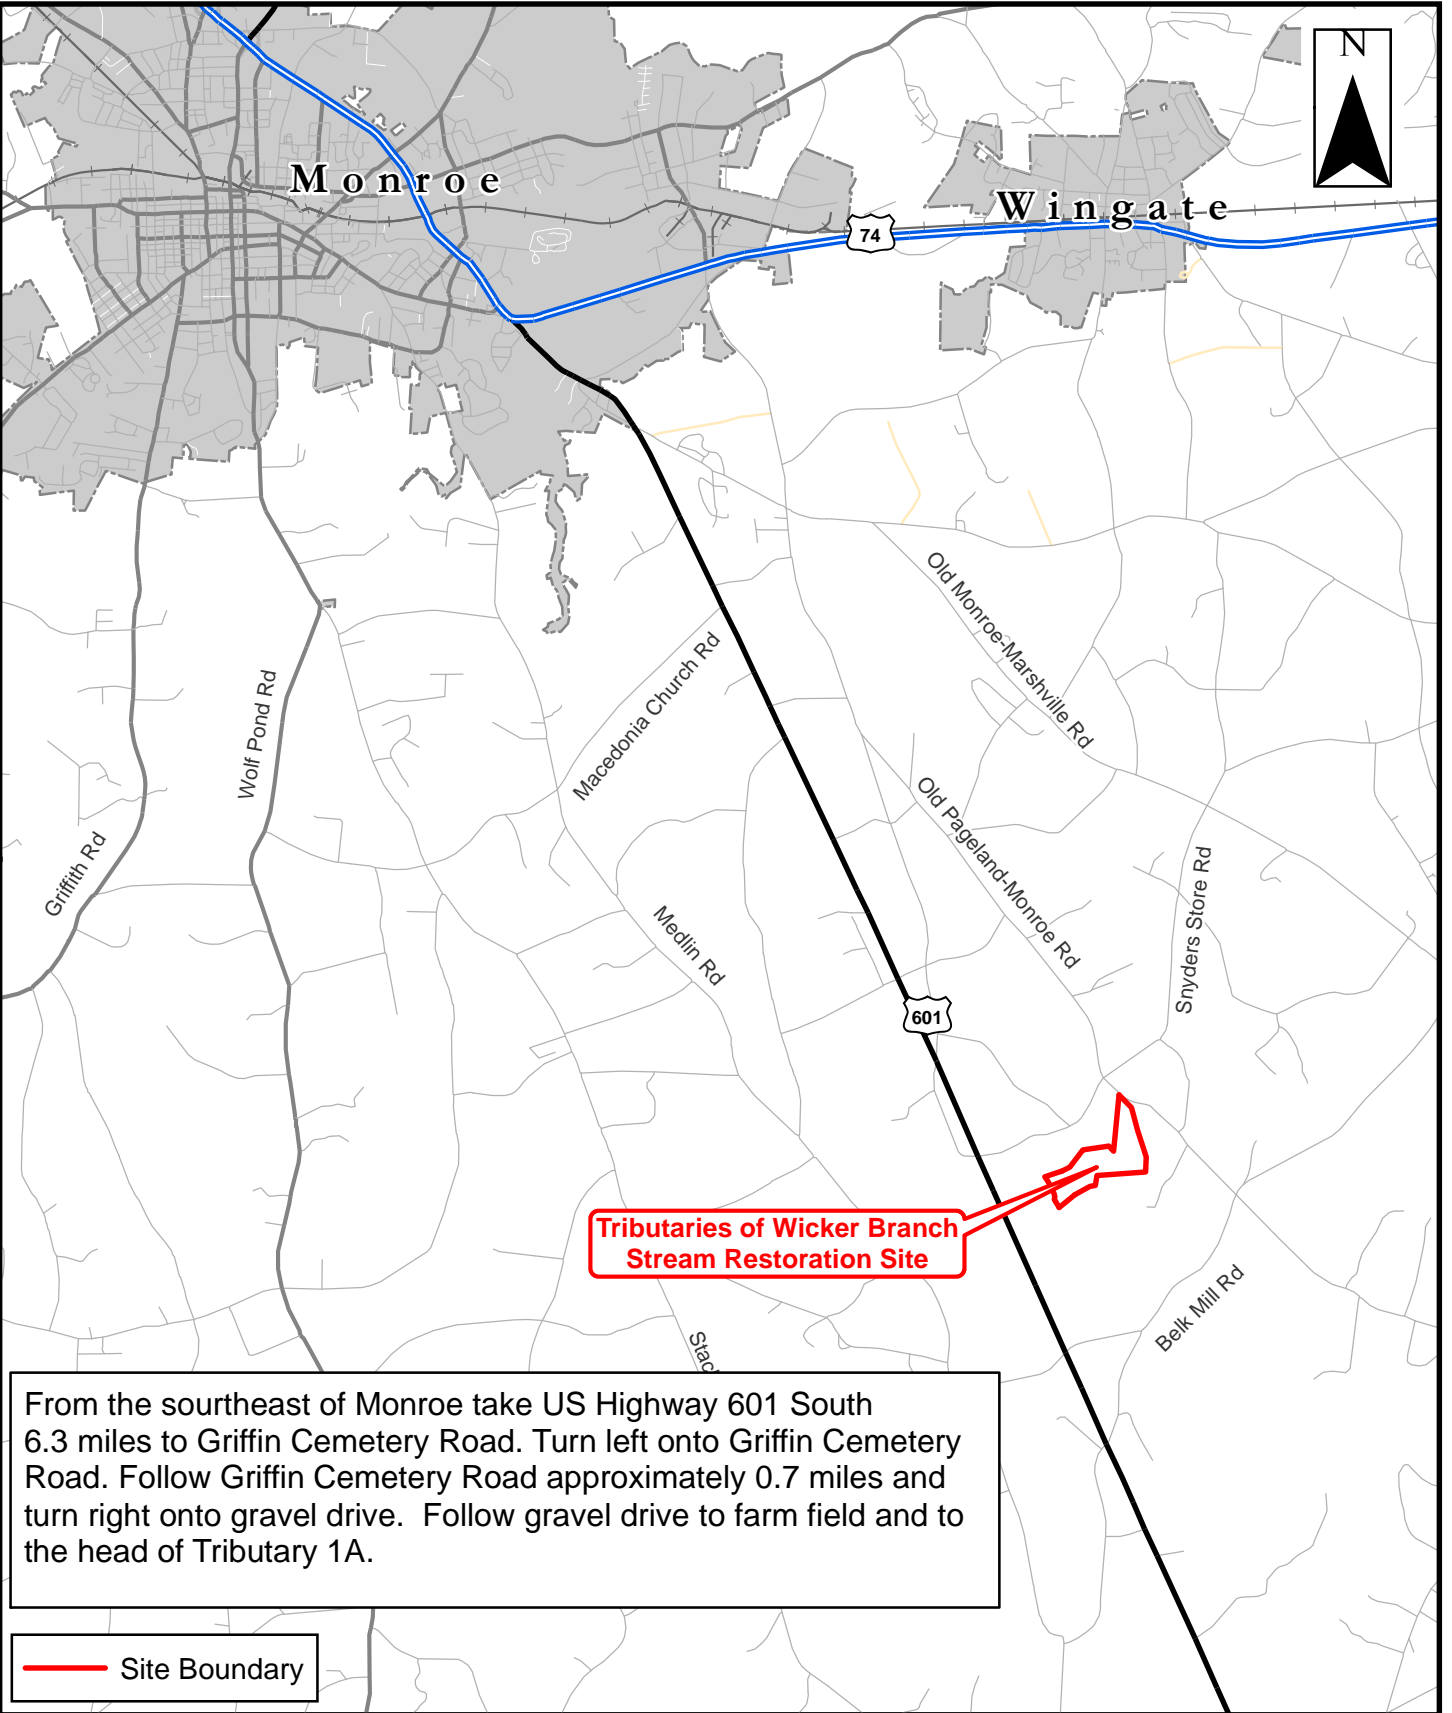 N
Monroe
Wingate
74
Old Monroe-Marshville Rd
Macedonia Church Rd
Wolf Pond Rd
Old Pageland-Monroe Rd
Griffith Rd
Snyders Store Rd
Medlin Rd
601
Tributaries of Wicker Branch
Stream Restoration Site
Belk Mill Rd
Stac
From the sourtheast of Monroe take US Highway 601 South
6.3 miles to Griffin Cemetery Road. Turn left onto Griffin Cemetery
Road. Follow Griffin Cemetery Road approximately 0.7 miles and
turn right onto gravel drive.  Follow gravel drive to farm field and to
the head of Tributary 1A.
Site Boundary